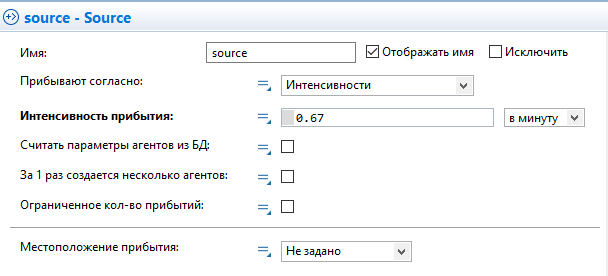 source - Source
Имя: source Отображать имя Исключить
Прибывают согласно: Интенсивности
Интенсивность прибытия: 0.67 в минуту
Считать параметры агентов из БД:
За 1 раз создается несколько агентов:
Ограниченное кол-во прибытий:
Местоположение прибытия: Не задано